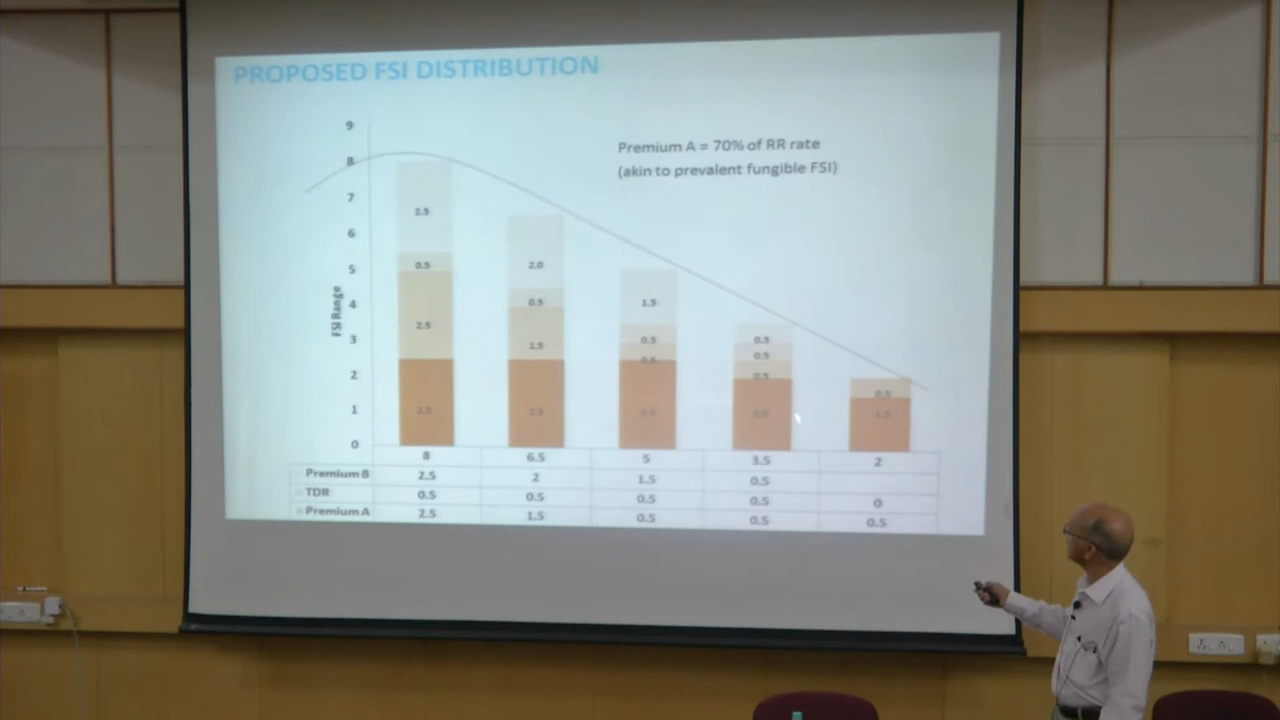 PROPOSED FSI DISTRIBUTION
Premium A = 70% of RR rate
(akin to prevalent fungible FSI)
FSI Range
9
8
7
6
5
4
3
2
1
0
2.5
0.5
2.5
2.0
0.5
1.5
1.5
0.5
0.5
0.5
0.5
0.5
0.5
8 6.5 5 3.5 2
Premium B 2.5 2 1.5 0.5
TDR 0.5 0.5 0.5 0.5 0
Premium A 2.5 1.5 0.5 0.5 0.5